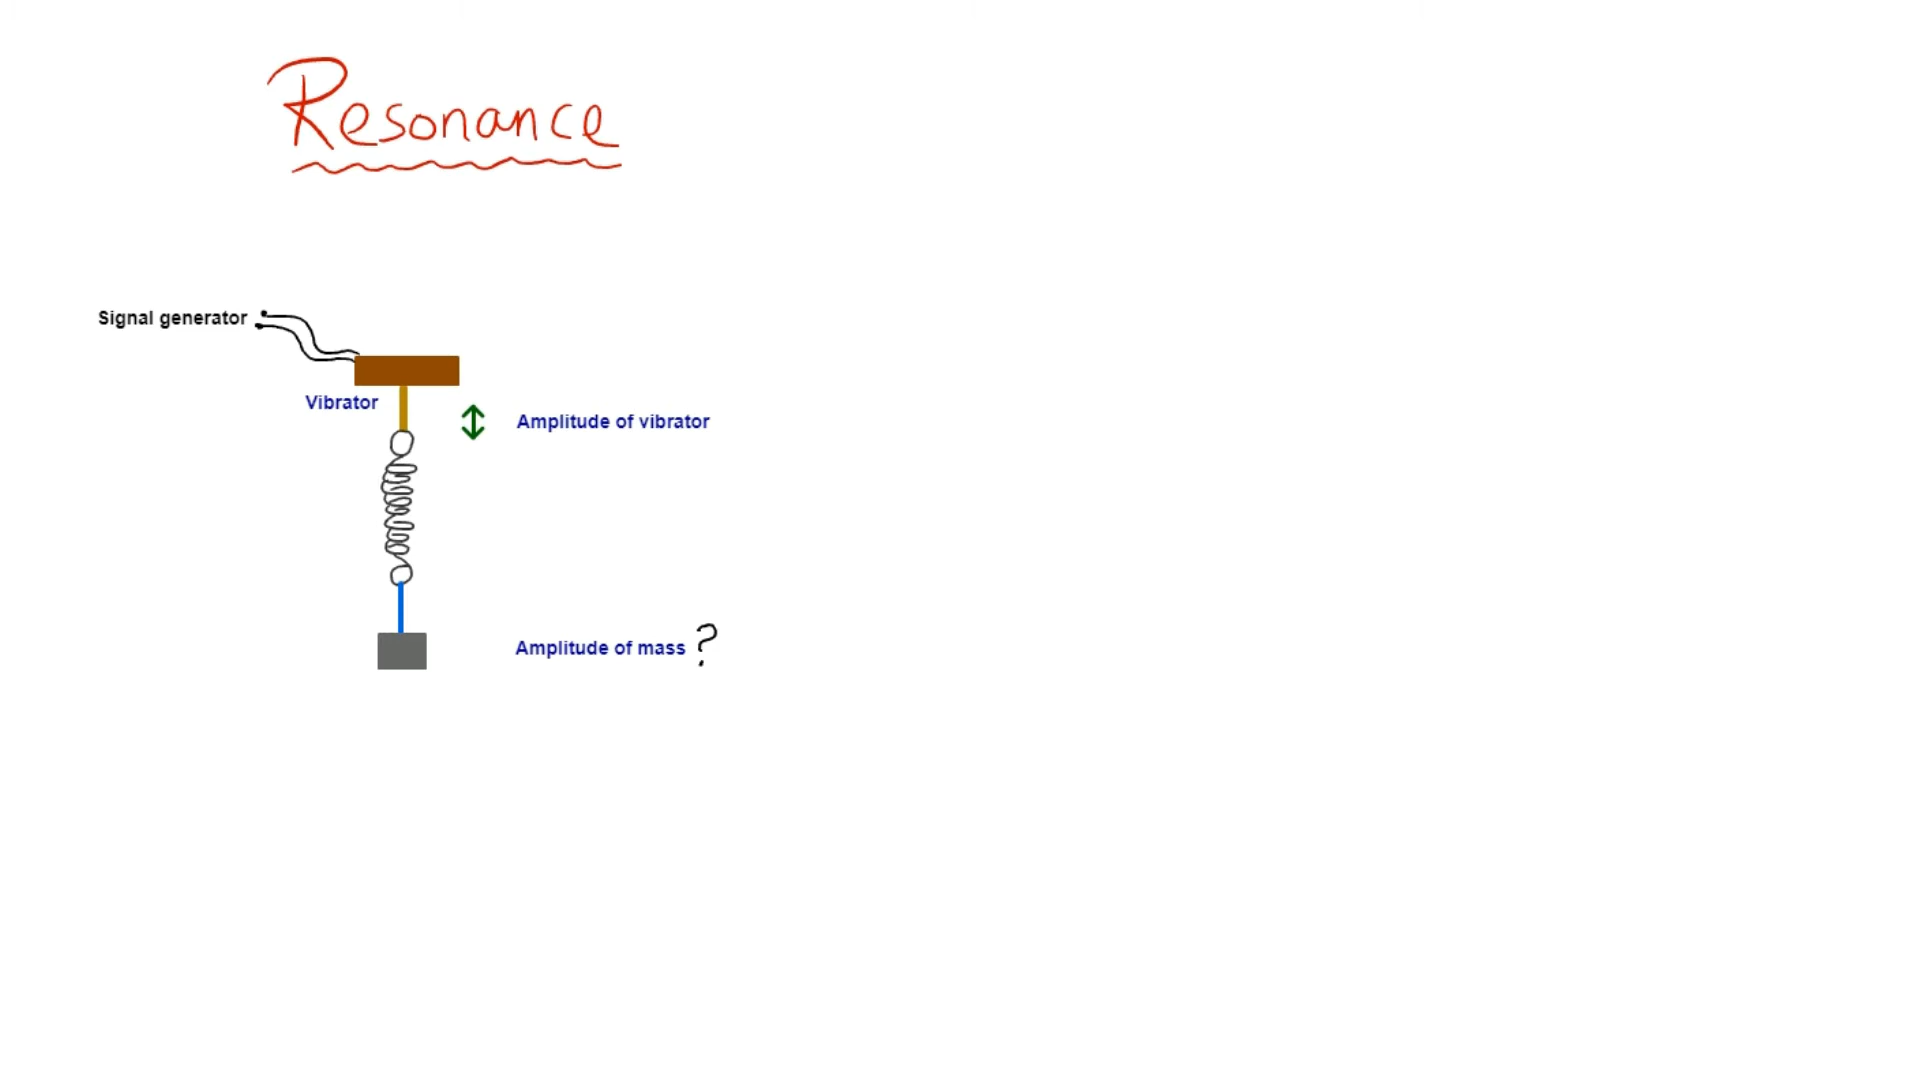 Resonance
Signal generator
Vibrator
Amplitude of vibrator
Amplitude of mass ?